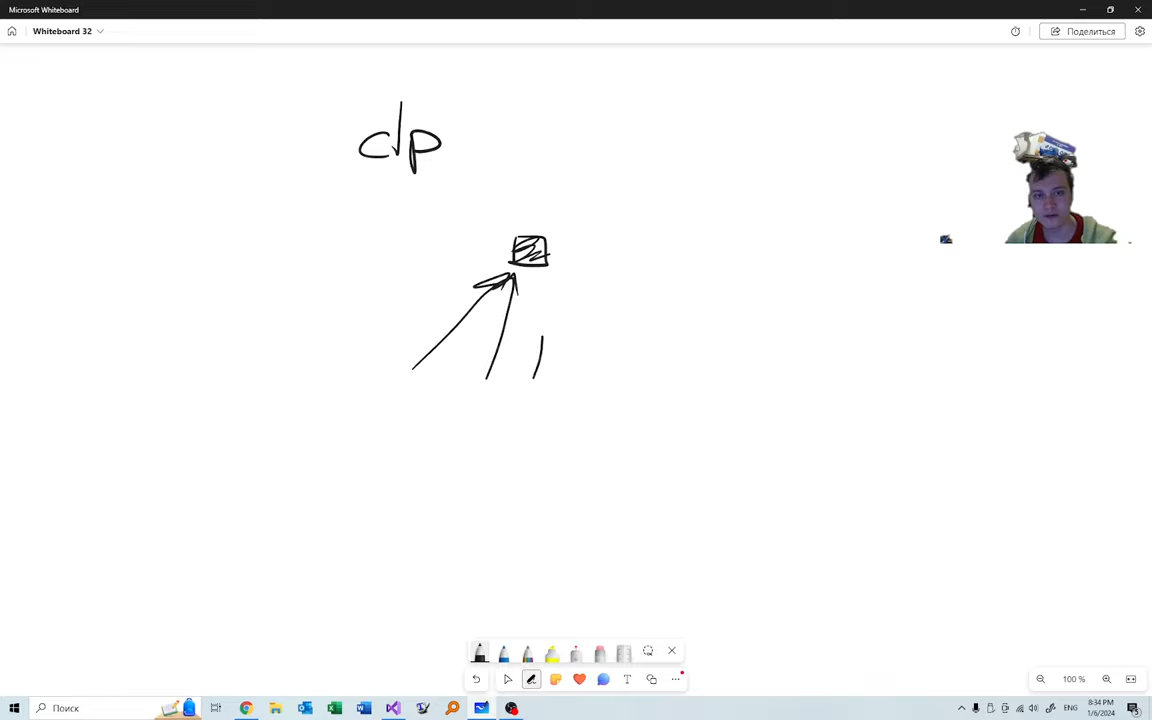 Microsoft Whiteboard
Whiteboard 32
Поделиться
dp
100 %
Поиск
ENG
8:34 PM
1/6/2024